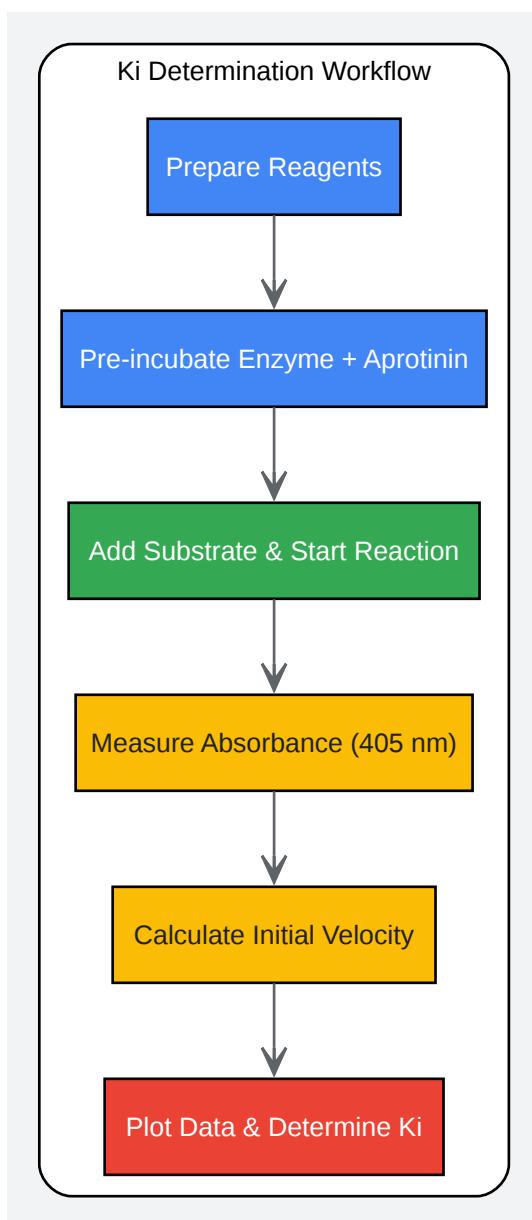 Ki Determination Workflow
Prepare Reagents
Pre-incubate Enzyme + Aprotinin
Add Substrate & Start Reaction
Measure Absorbance (405 nm)
Calculate Initial Velocity
Plot Data & Determine Ki